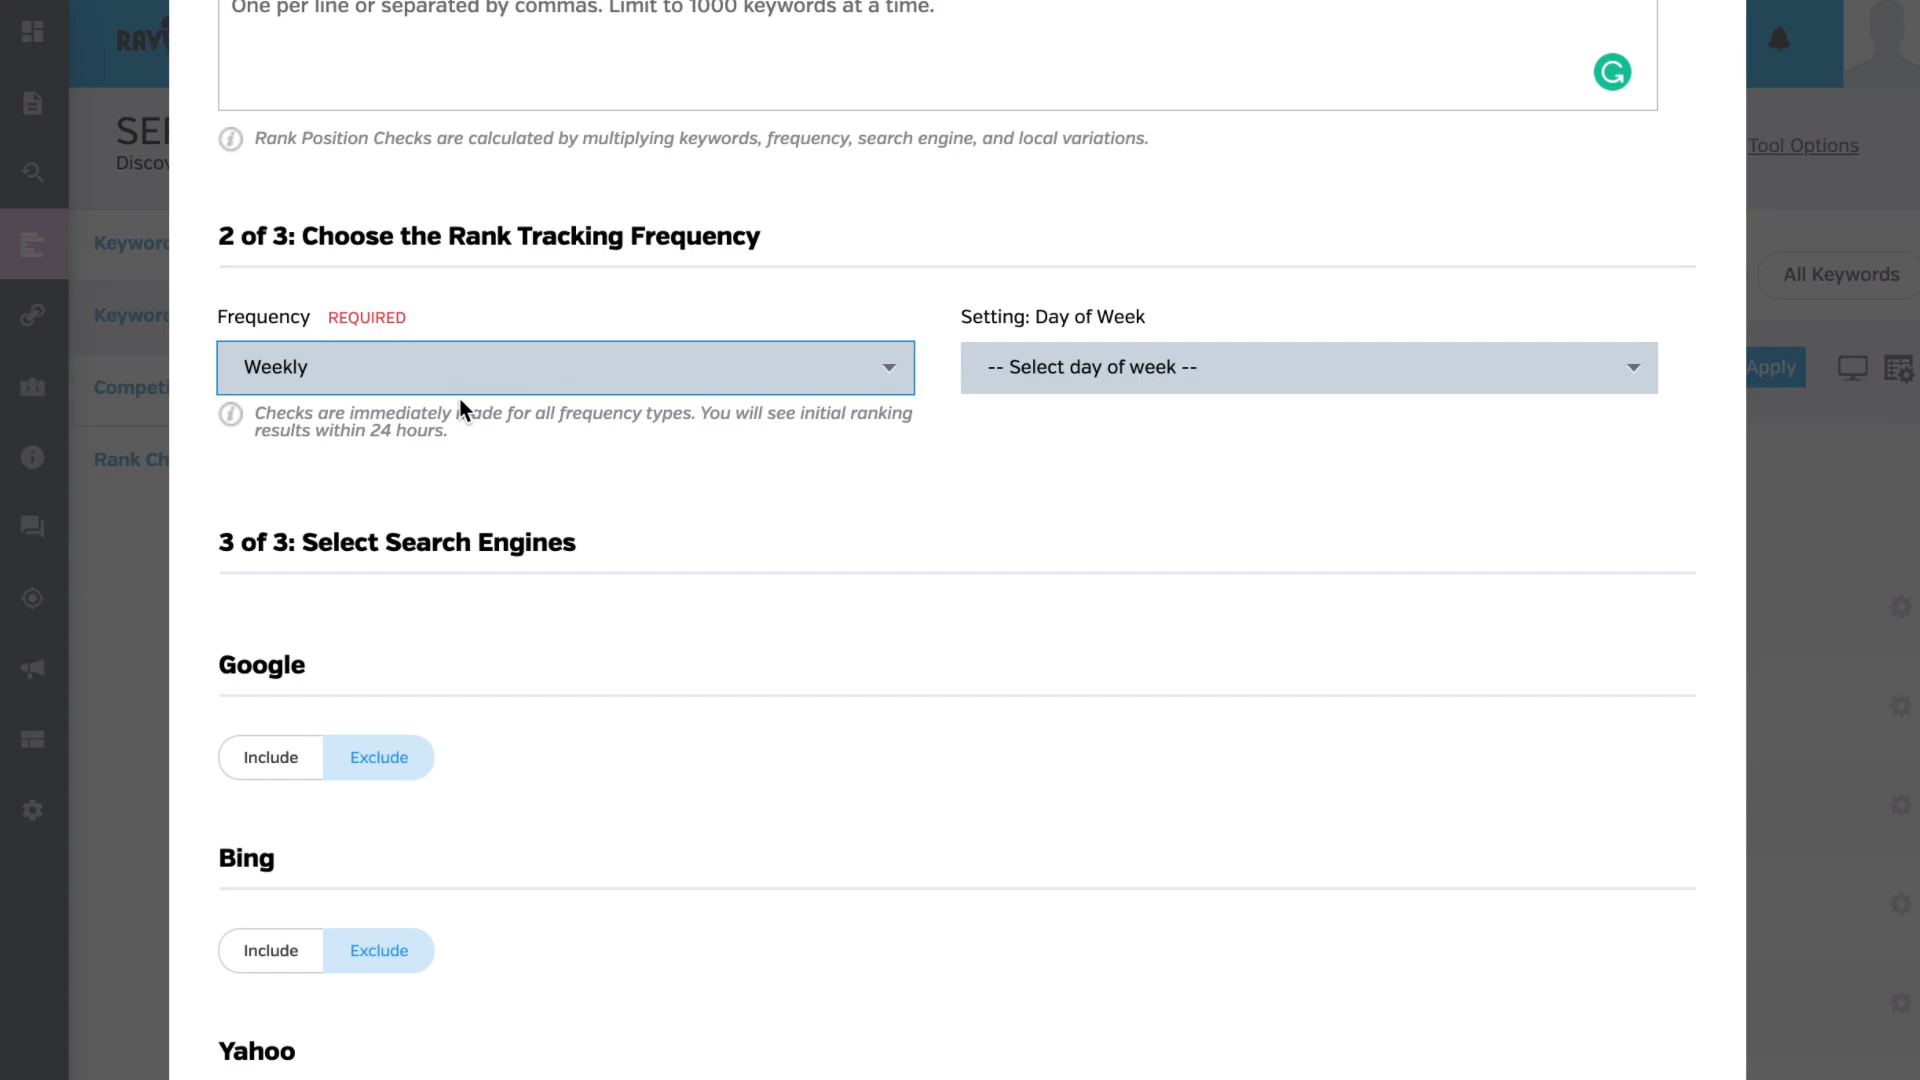 One per line or separated by commas. Limit to 1000 keywords at a time.
Rank Position Checks are calculated by multiplying keywords, frequency, search engine, and local variations.
Discov
Tool Options
2 of 3: Choose the Rank Tracking Frequency
All Keywords
Frequency REQUIRED
Setting: Day of Week
Weekly
-- Select day of week --
Apply
Checks are immediately made for all frequency types. You will see initial ranking
results within 24 hours.
Competi
Rank Ch
3 of 3: Select Search Engines
Google
Include Exclude
Bing
Include Exclude
Yahoo